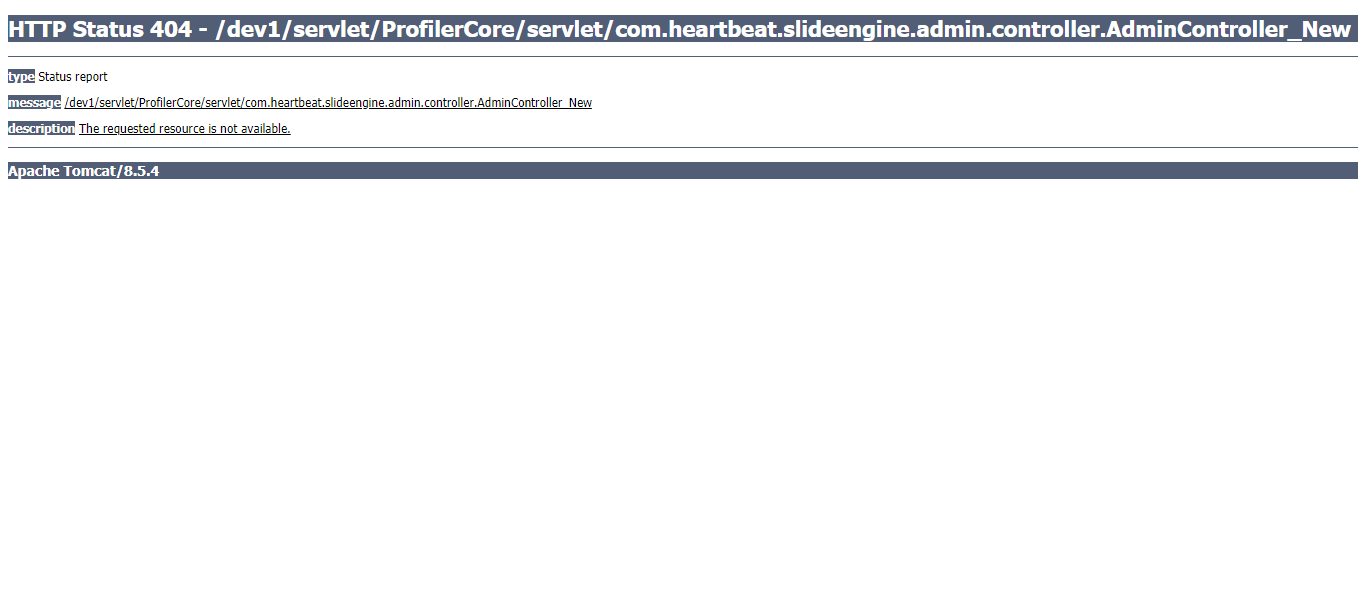 HTTP Status 404 - /dev1/servlet/ProfilerCore/servlet/com.heartbeat.slideengine.admin.controller.AdminController_New
type Status report
message /dev1/servlet/ProfilerCore/servlet/com.heartbeat.slideengine.admin.controller.AdminController_New
description The requested resource is not available.
Apache Tomcat/8.5.4